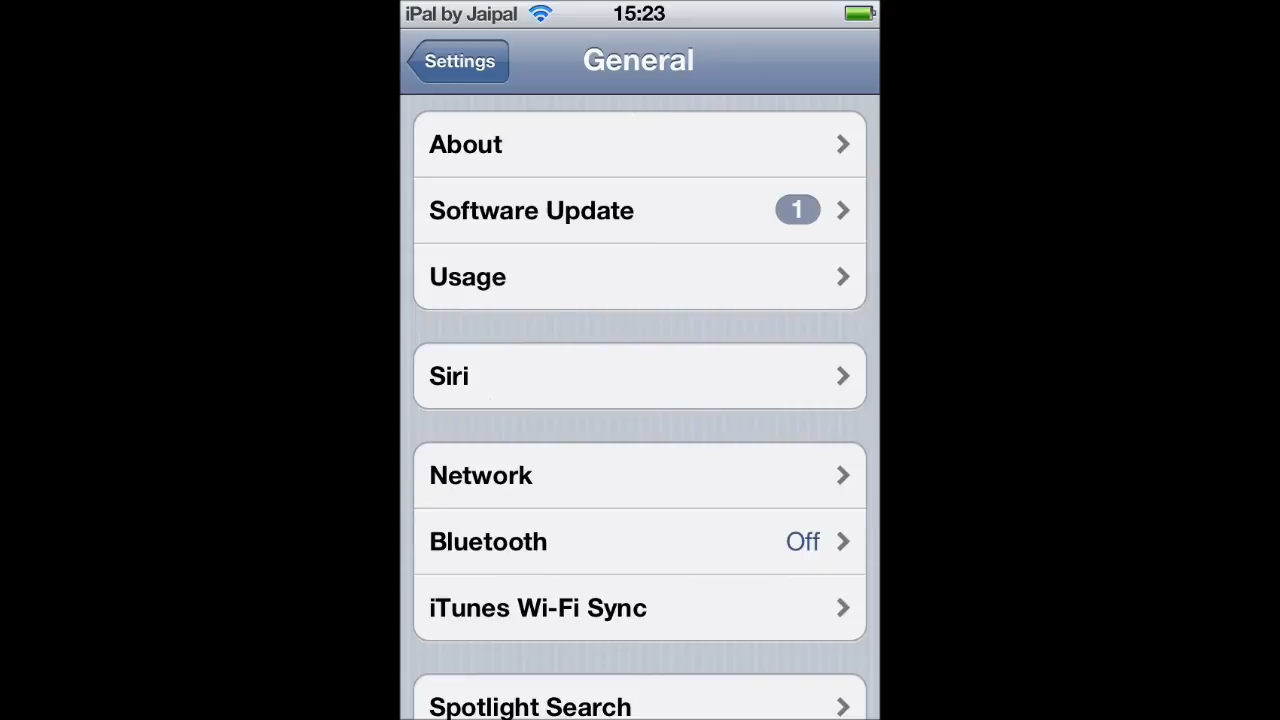 iPal by Jaipal 15:23
Settings General
About
Software Update 1
Usage
Siri
Network
Bluetooth Off
iTunes Wi-Fi Sync
Spotlight Search